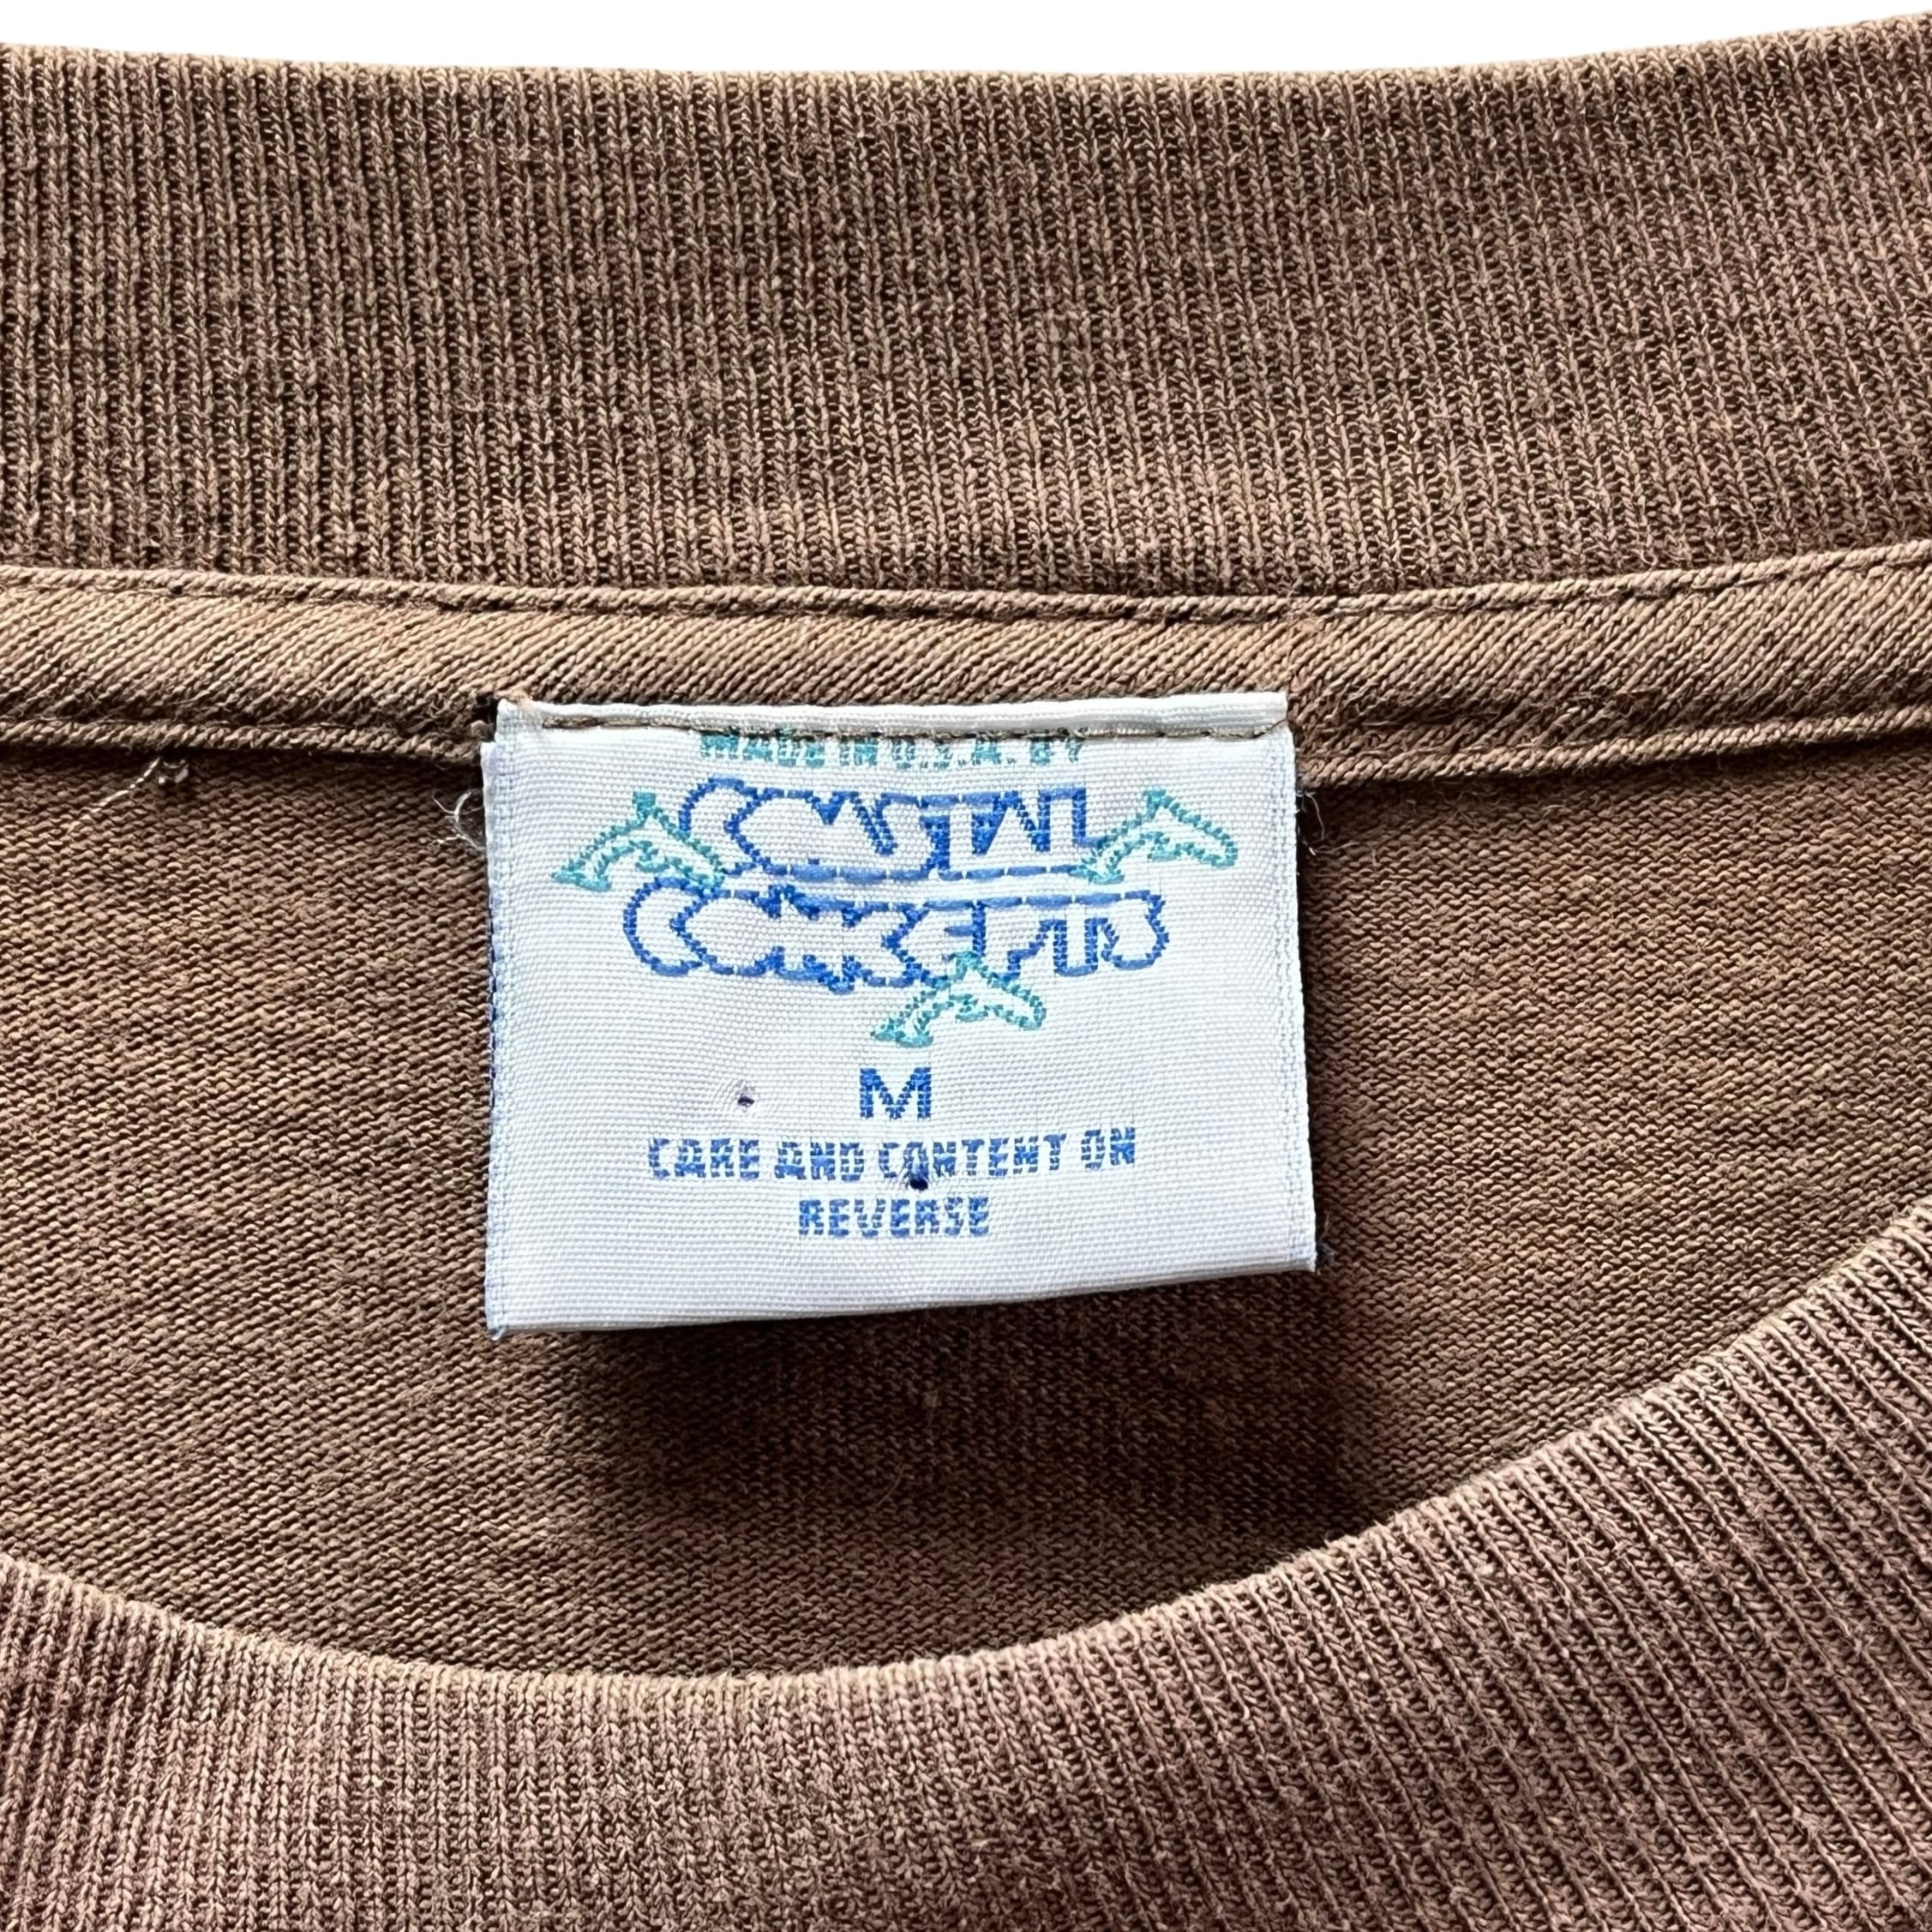 MADE IN U.S.A. BY
COASTAL
CONCEPTS
M
CARE AND CONTENT ON
REVERSE